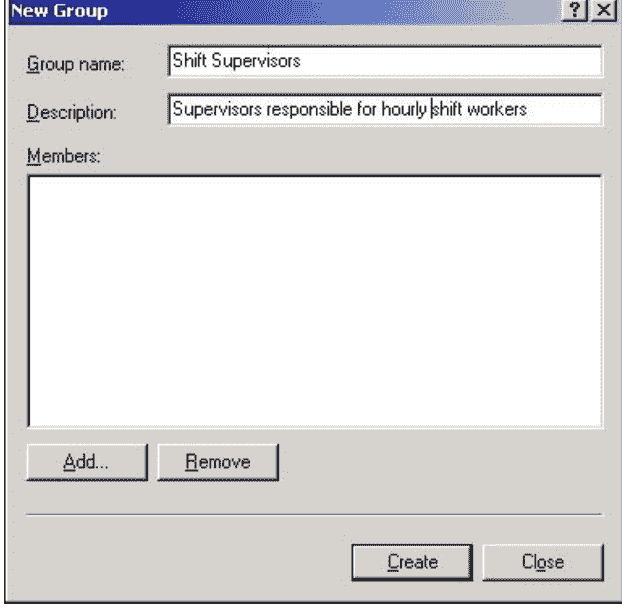 New Group
Group name: Shift Supervisors
Description: Supervisors responsible for hourly shift workers
Members:
Add... Remove
Create Close